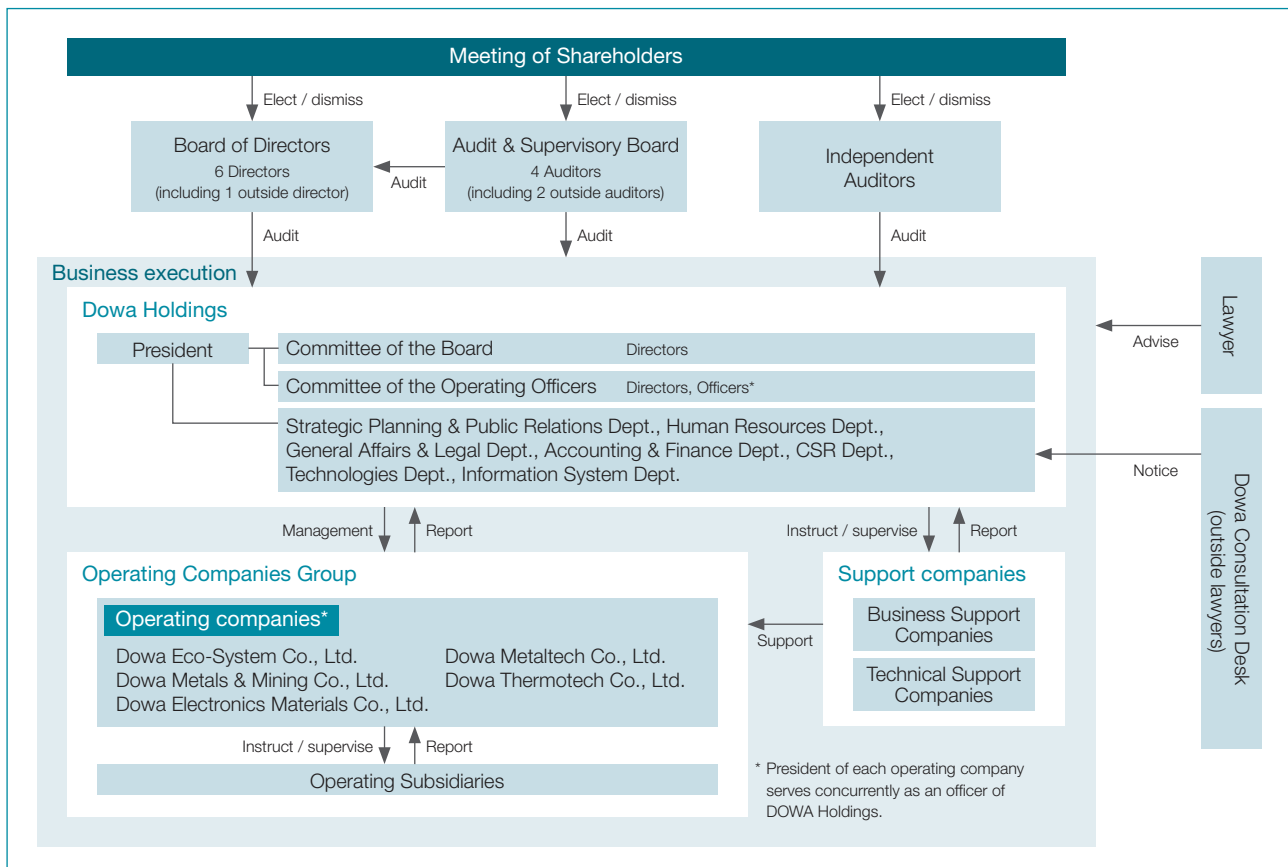 Meeting of Shareholders
Elect / dismiss
Elect / dismiss
Elect / dismiss
Board of Directors
6 Directors
(including 1 outside director)
Audit
Audit & Supervisory Board
4 Auditors
(including 2 outside auditors)
Independent
Auditors
Audit
Audit
Audit
Business execution
Dowa Holdings
President
Committee of the Board
Directors
Committee of the Operating Officers
Directors, Officers*
Strategic Planning & Public Relations Dept., Human Resources Dept.,
General Affairs & Legal Dept., Accounting & Finance Dept., CSR Dept.,
Technologies Dept., Information System Dept.
Lawyer
Advise
Notice
Dowa Consultation Desk
(outside lawyers)
Management
Report
Instruct / supervise
Report
Operating Companies Group
Operating companies*
Dowa Eco-System Co., Ltd.
Dowa Metals & Mining Co., Ltd.
Dowa Electronics Materials Co., Ltd.
Dowa Metaltech Co., Ltd.
Dowa Thermotech Co., Ltd.
Instruct / supervise
Report
Operating Subsidiaries
Support
Support companies
Business Support
Companies
Technical Support
Companies
* President of each operating company
serves concurrently as an officer of
DOWA Holdings.